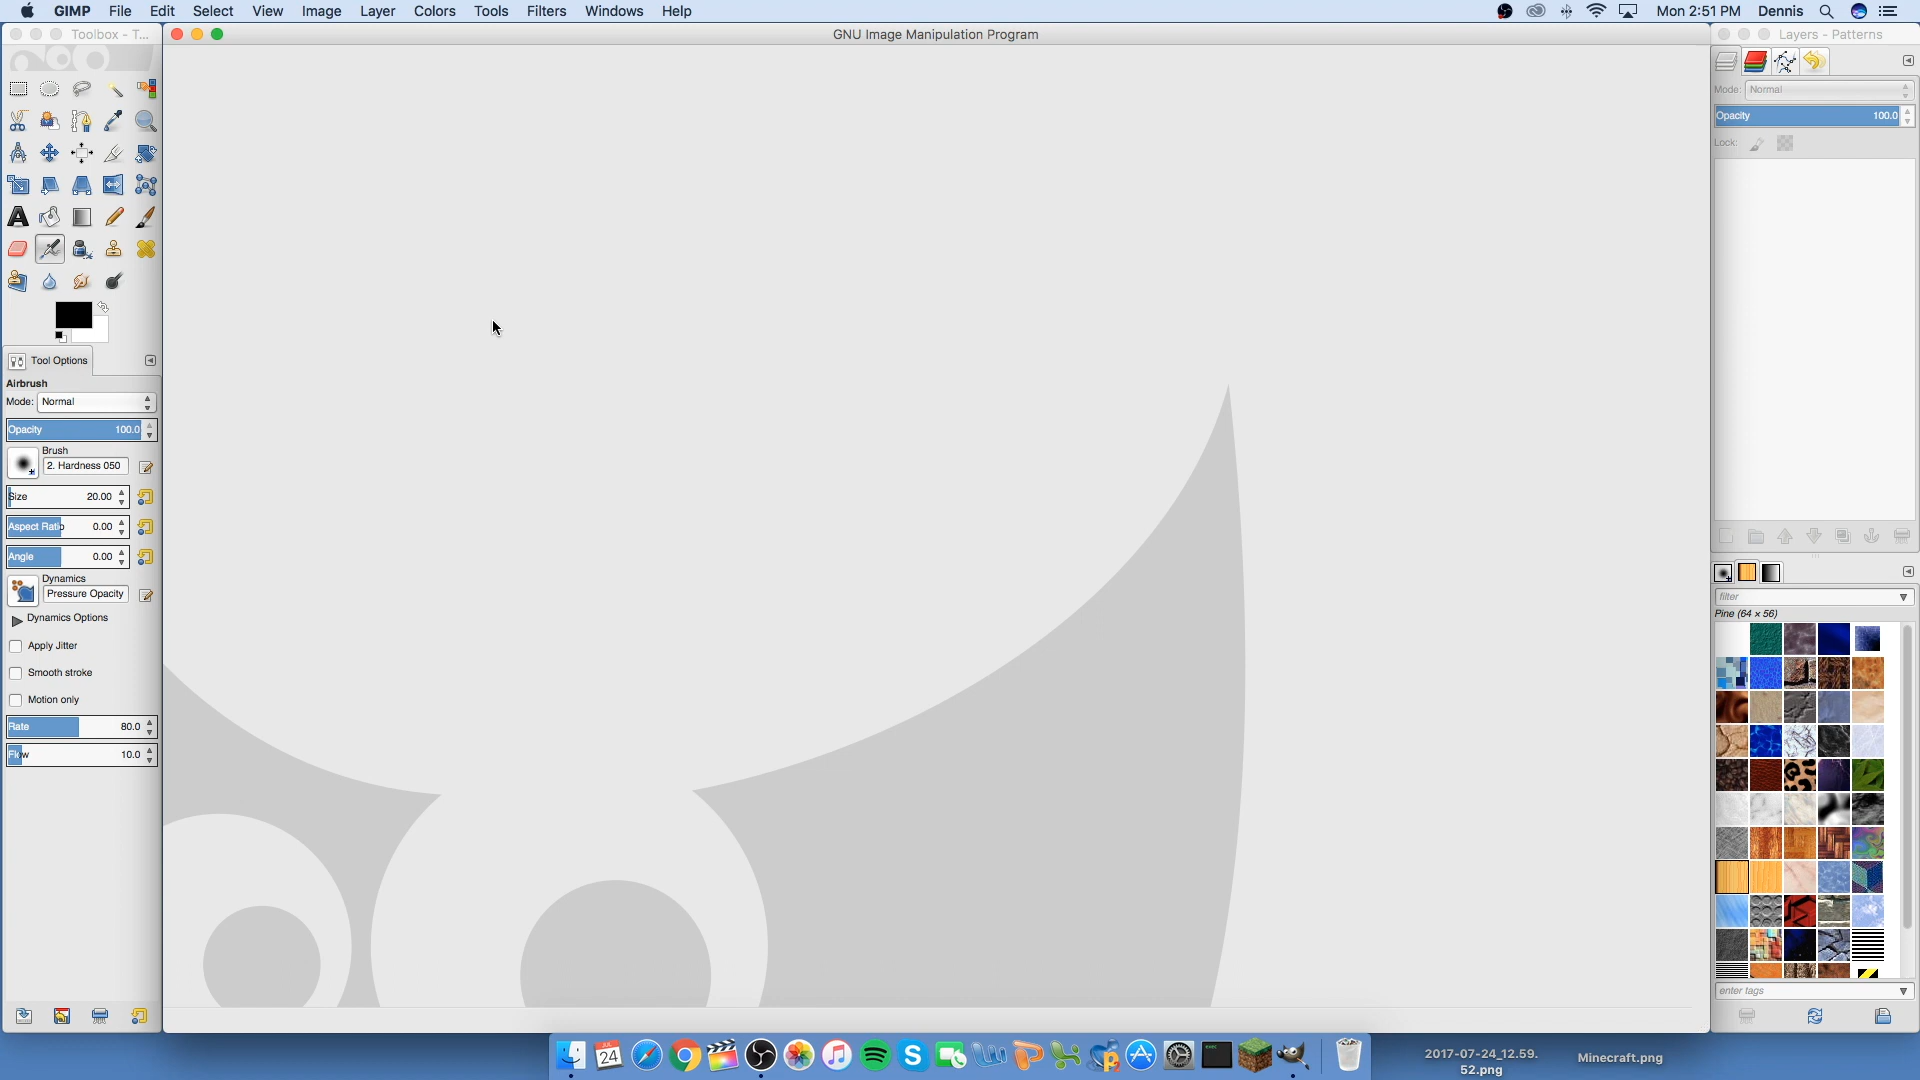 GIMP File Edit Select View Image Layer Colors Tools Filters Windows Help
Mon 2:51 PM Dennis
Toolbox - T...
GNU Image Manipulation Program
Layers - Patterns
Mode: Normal
Opacity 100.0
Lock:
Tool Options
Airbrush
Mode: Normal
Opacity 100.0
Brush
2. Hardness 050
Size 20.00
Aspect Ratio 0.00
Angle 0.00
Dynamics
Pressure Opacity
Dynamics Options
Apply Jitter
Smooth stroke
Motion only
Rate 80.0
Flow 10.0
filter
Pine (64 × 56)
enter tags
JUL
24
2017-07-24_12.59.
52.png
Minecraft.png